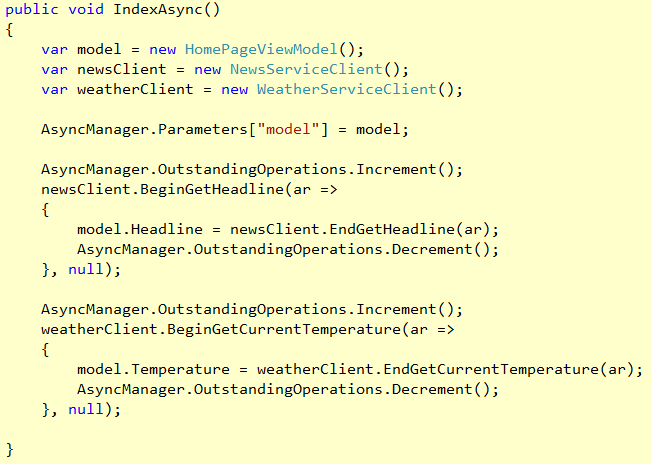 public void IndexAsync()
{
    var model = new HomePageViewModel();
    var newsClient = new NewsServiceClient();
    var weatherClient = new WeatherServiceClient();

    AsyncManager.Parameters["model"] = model;

    AsyncManager.OutstandingOperations.Increment();
    newsClient.BeginGetHeadline(ar =>
    {
        model.Headline = newsClient.EndGetHeadline(ar);
        AsyncManager.OutstandingOperations.Decrement();
    }, null);

    AsyncManager.OutstandingOperations.Increment();
    weatherClient.BeginGetCurrentTemperature(ar =>
    {
        model.Temperature = weatherClient.EndGetCurrentTemperature(ar);
        AsyncManager.OutstandingOperations.Decrement();
    }, null);

}